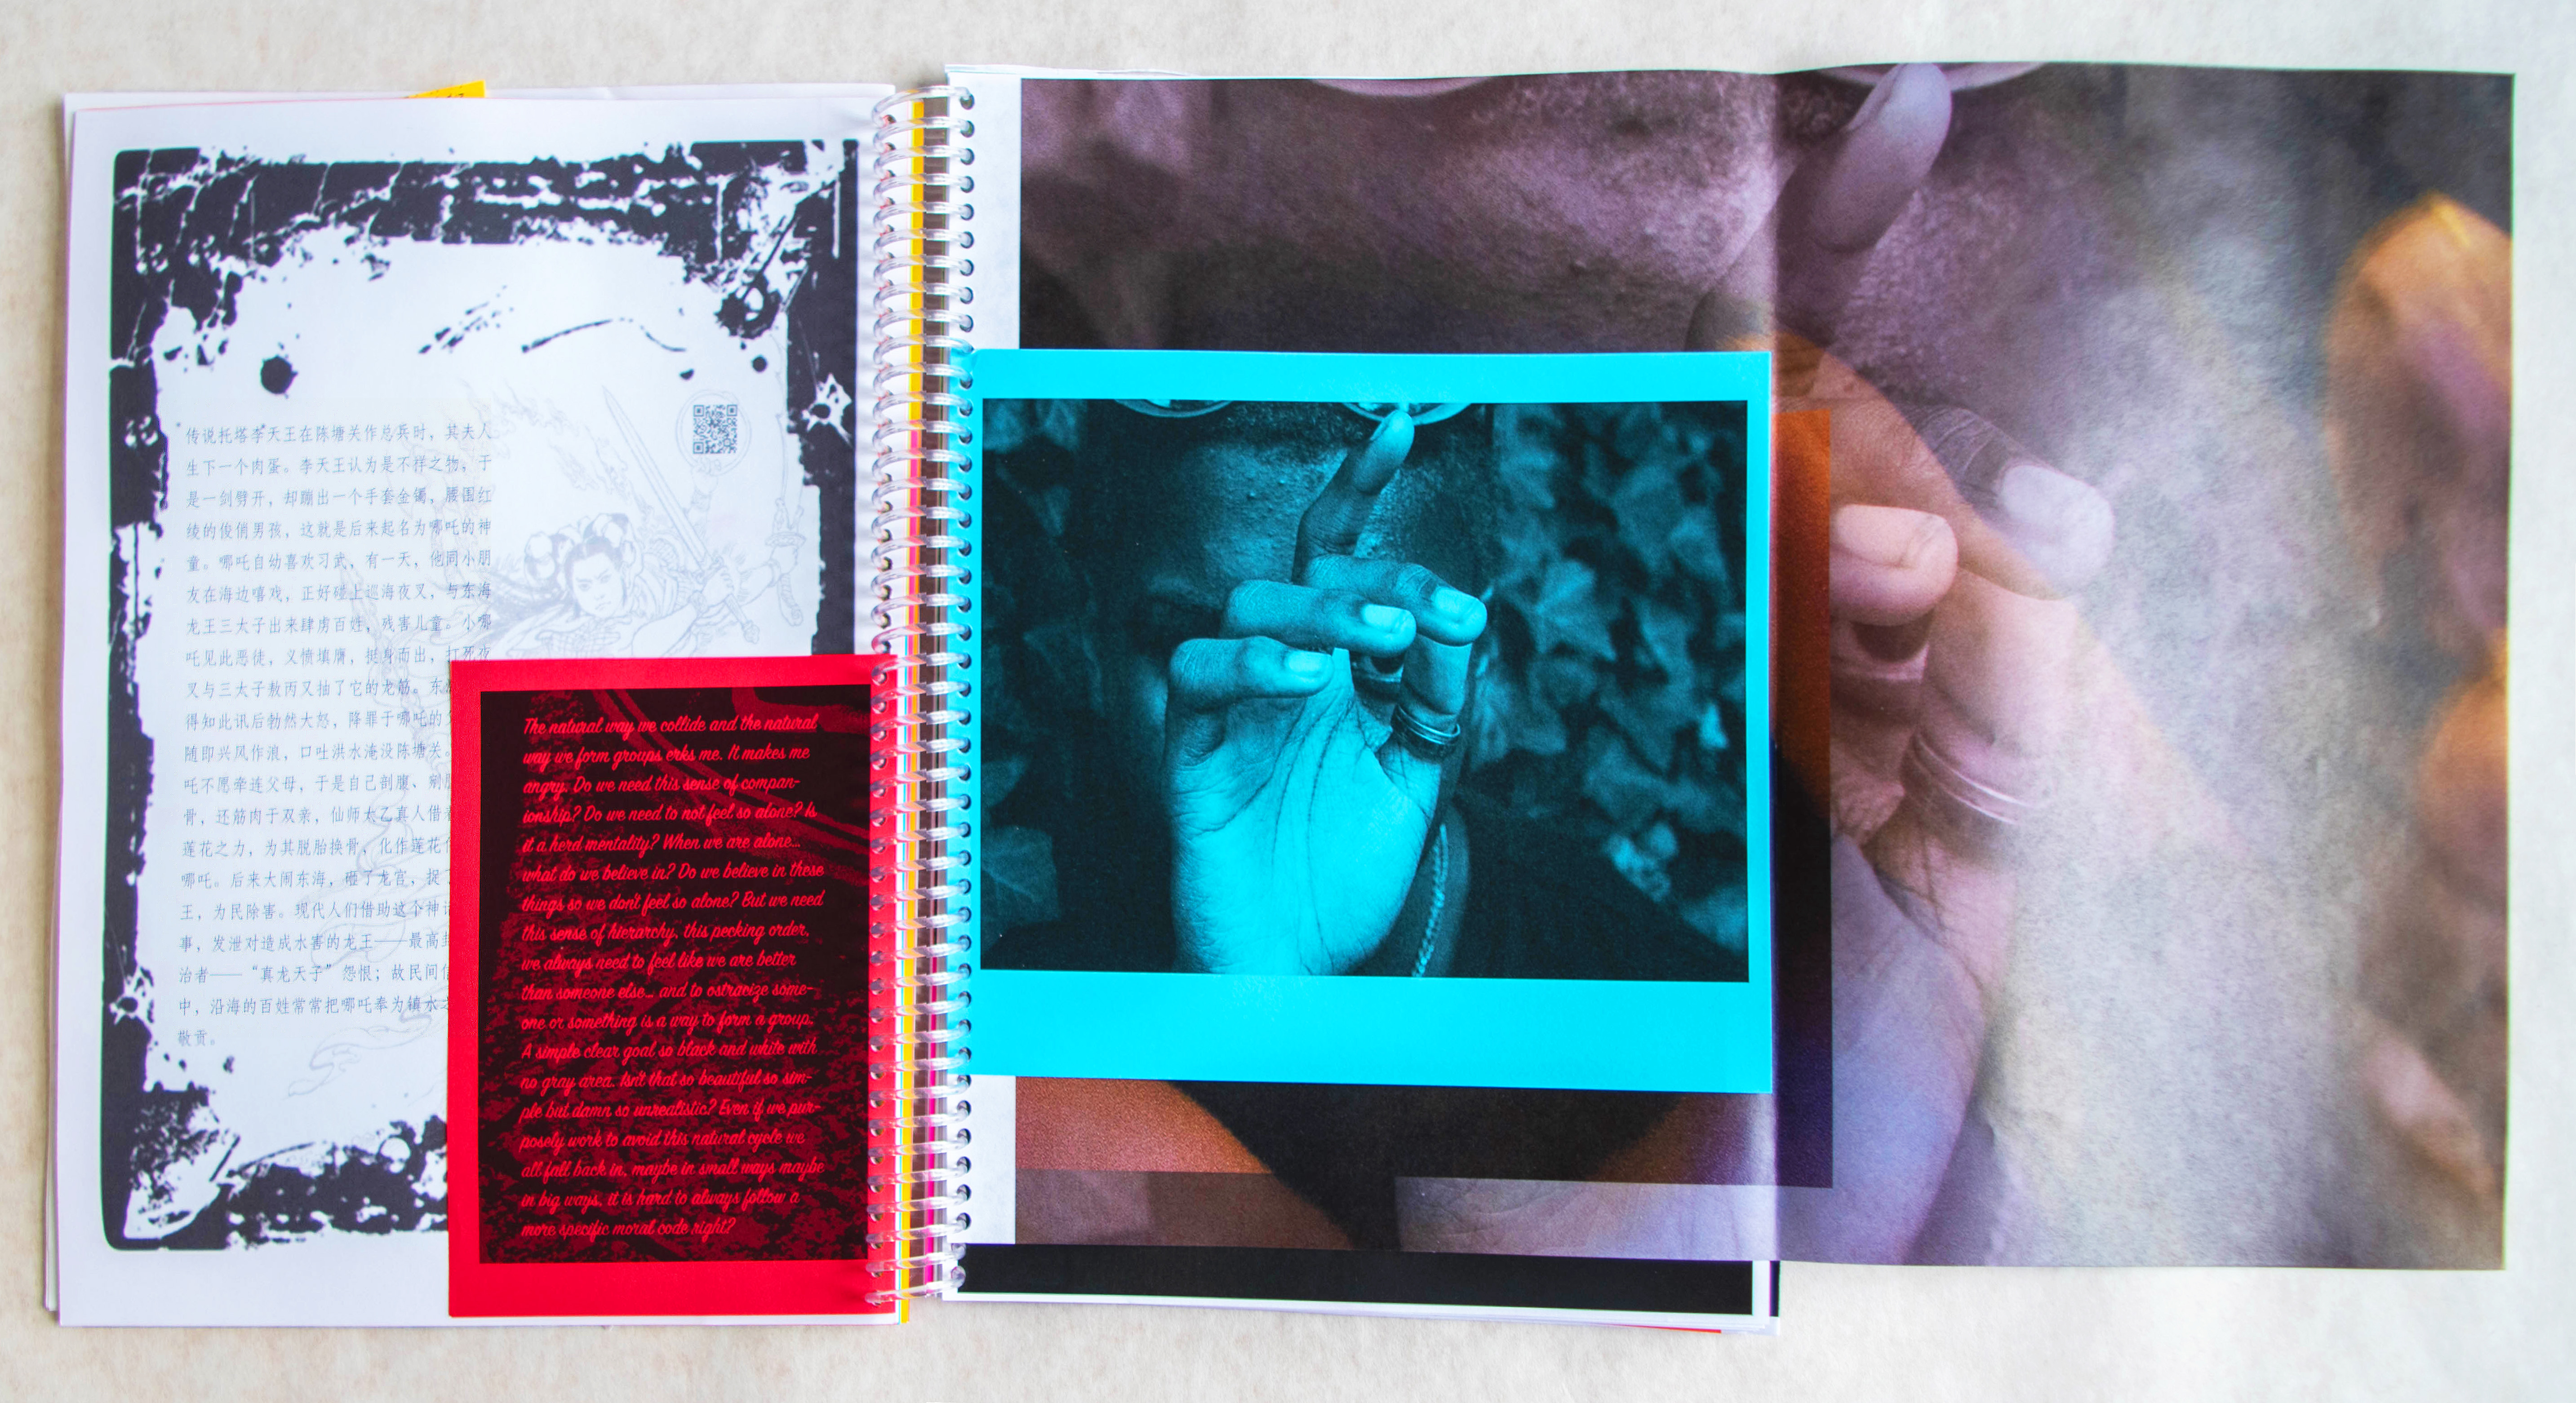 传说托塔李天王在陈塘关作总兵时，其夫人
生下一个肉蛋。李天王认为是不祥之物，于
是一剑劈开，却蹦出一个手套金镯，腰围红
绫的俊俏男孩，这就是后来起名为哪吒的神
童。哪吒自幼喜欢习武，有一天，他同小朋
友在海边嘻戏，正好碰上巡海夜叉，与东海
龙王三太子出来肆虏百姓，残害儿童。小哪
吒见此恶徒，义愤填膺，挺身而出，打死夜
叉与三太子敖丙又抽了它的龙筋。东
得知此讯后勃然大怒，降罪于哪吒的
随即兴风作浪，口吐洪水淹没陈塘关。
吒不愿牵连父母，于是自己剖腹、剜
骨，还筋肉于双亲，仙师太乙真人借
莲花之力，为其脱胎换骨，化作莲花
哪吒。后来大闹东海，砸了龙宫，捉
王，为民除害。现代人们借助这个神
事，发泄对造成水害的龙王——最高
治者——“真龙天子”怨恨；故民间
中，沿海的百姓常常把哪吒奉为镇水
敬贡。
The natural way we collide and the natural
way we form groups erks me. It makes me
angry. Do we need this sense of compan-
ionship? Do we need to not feel so alone? Is
it a herd mentality? When we are alone...
what do we believe in? Do we believe in these
things so we don't feel so alone? But we need
this sense of hierarchy, this pecking order,
we always need to feel like we are better
than someone else... and to ostracize some-
one or something is a way to form a group.
A simple clear goal so black and white with
no gray area. Isn't that so beautiful so sim-
ple but damn so unrealistic? Even if we pur-
posely work to avoid this natural cycle we
all fall back in, maybe in small ways maybe
in big ways, it is hard to always follow a
more specific moral code right?